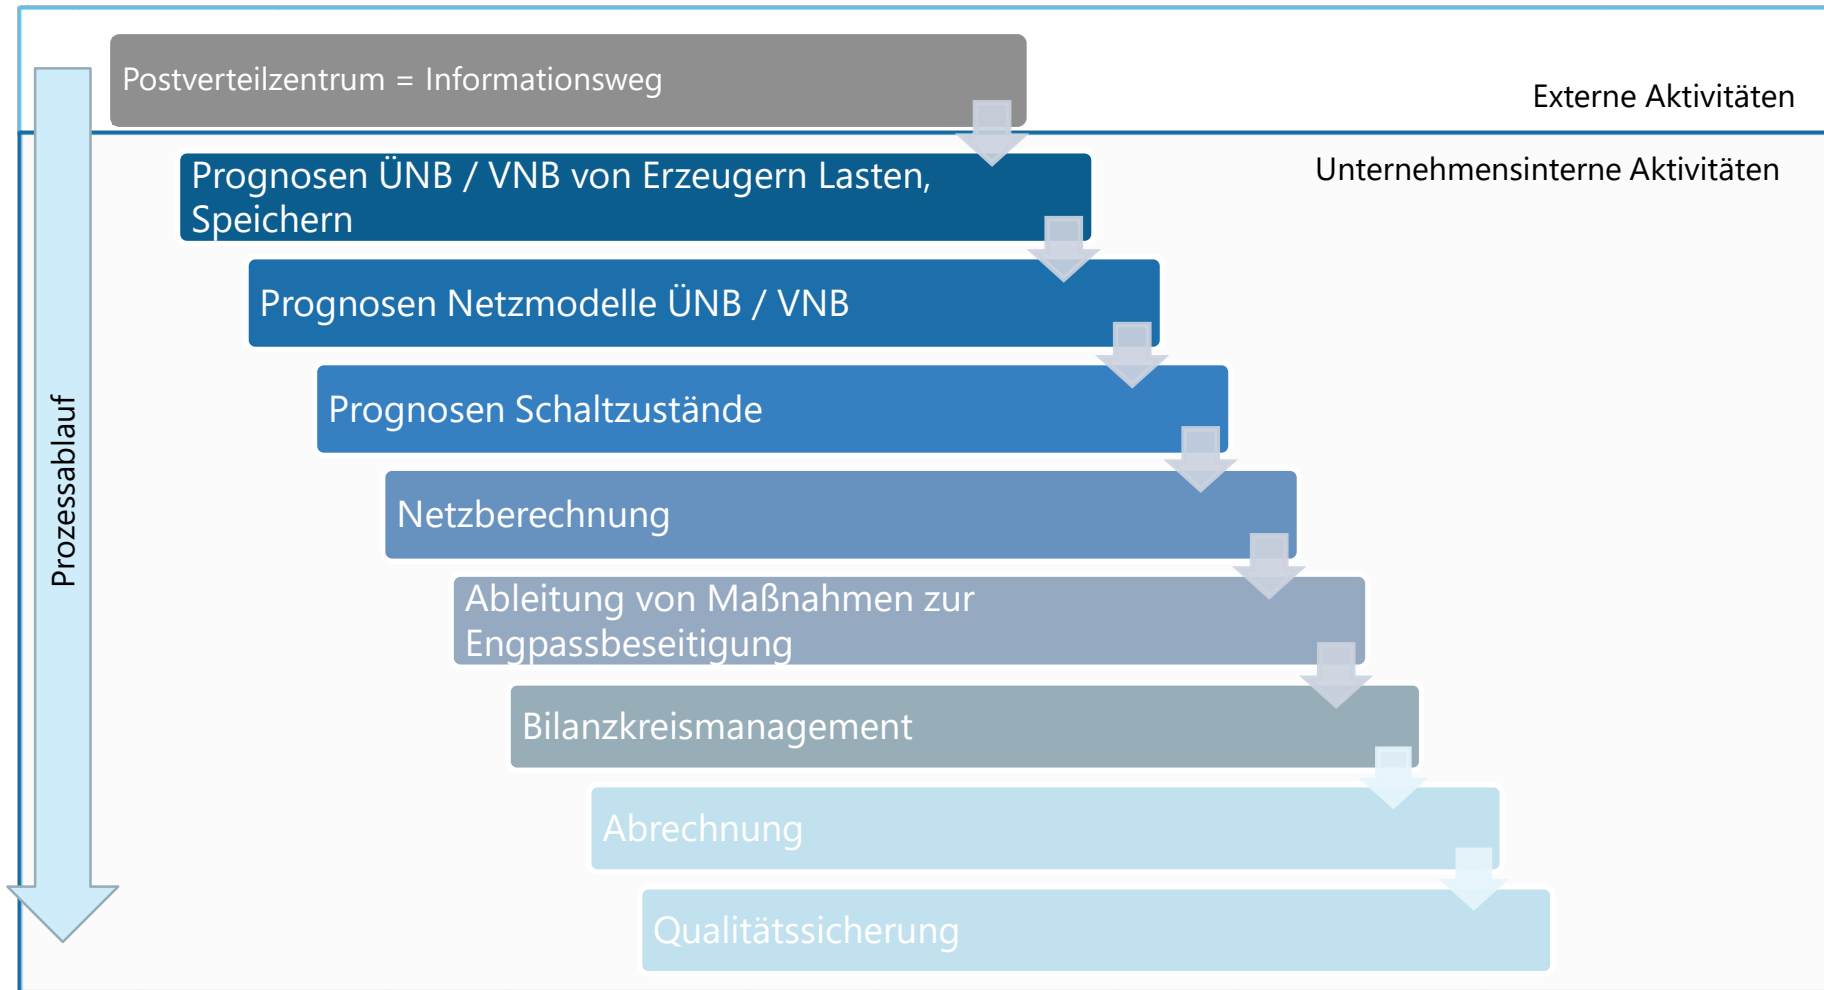 Postverteilzentrum = Informationsweg
Externe Aktivitäten
Unternehmensinterne Aktivitäten
Prognosen ÜNB / VNB von Erzeugern Lasten,
Speichern
Prognosen Netzmodelle ÜNB / VNB
Prognosen Schaltzustände
Prozessablauf
Netzberechnung
Ableitung von Maßnahmen zur
Engpassbeseitigung
Bilanzkreismanagement
Abrechnung
Qualitätssicherung